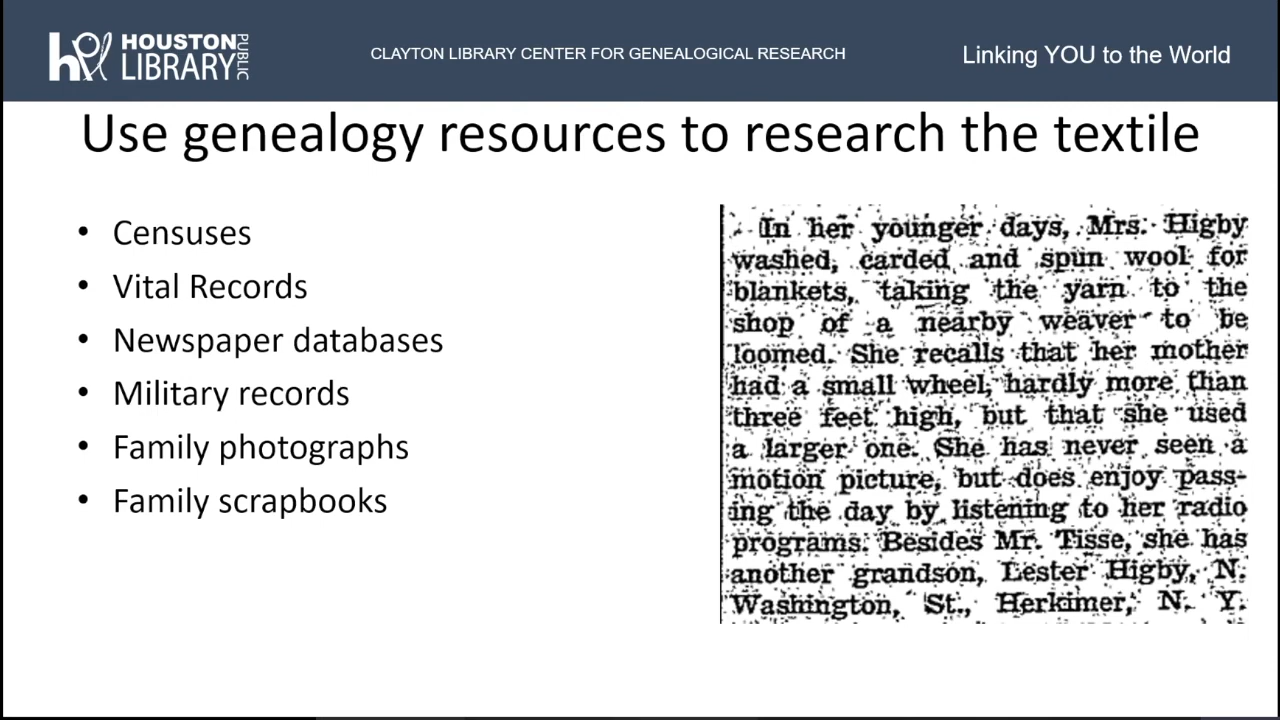 HOUSTON
LIBRARY
PUBLIC
CLAYTON LIBRARY CENTER FOR GENEALOGICAL RESEARCH
Linking YOU to the World
Use genealogy resources to research the textile
• Censuses
• Vital Records
• Newspaper databases
• Military records
• Family photographs
• Family scrapbooks
In her younger days, Mrs. Higby
washed, carded and spun wool for
blankets, taking the yarn to the
shop of a nearby weaver to be
loomed. She recalls that her mother
had a small wheel, hardly more than
three feet high, but that she used
a larger one. She has never seen a
motion picture, but does enjoy pass-
ing the day by listening to her radio
programs. Besides Mr. Tisse, she has
another grandson, Lester Higby, N.
Washington, St., Herkimer, N. Y.